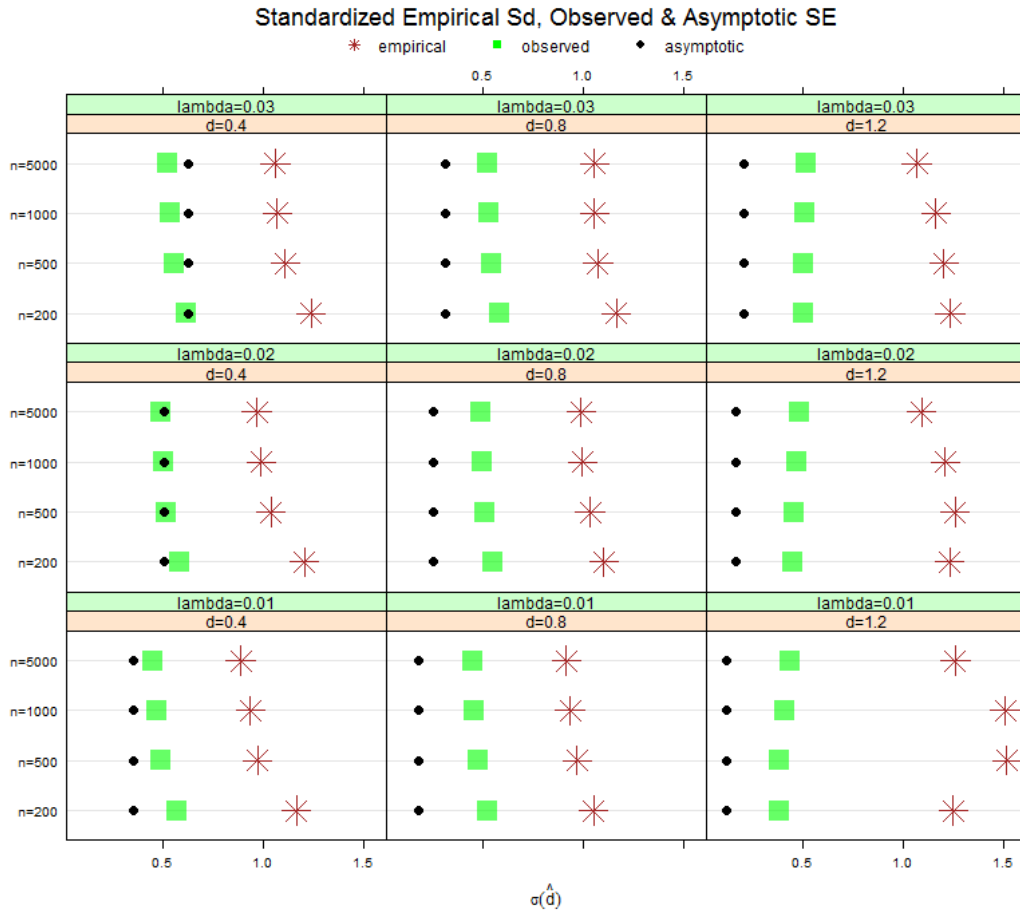 Standardized Empirical Sd, Observed & Asymptotic SE
empirical observed asymptotic
0.5 1.0 1.5
lambda=0.03 lambda=0.03 lambda=0.03
d=0.4 d=0.8 d=1.2
n=5000
n=1000
n=500
n=200
lambda=0.02 lambda=0.02 lambda=0.02
d=0.4 d=0.8 d=1.2
n=5000
n=1000
n=500
n=200
lambda=0.01 lambda=0.01 lambda=0.01
d=0.4 d=0.8 d=1.2
n=5000
n=1000
n=500
n=200
0.5 1.0 1.5 0.5 1.0 1.5
σ(d̂)